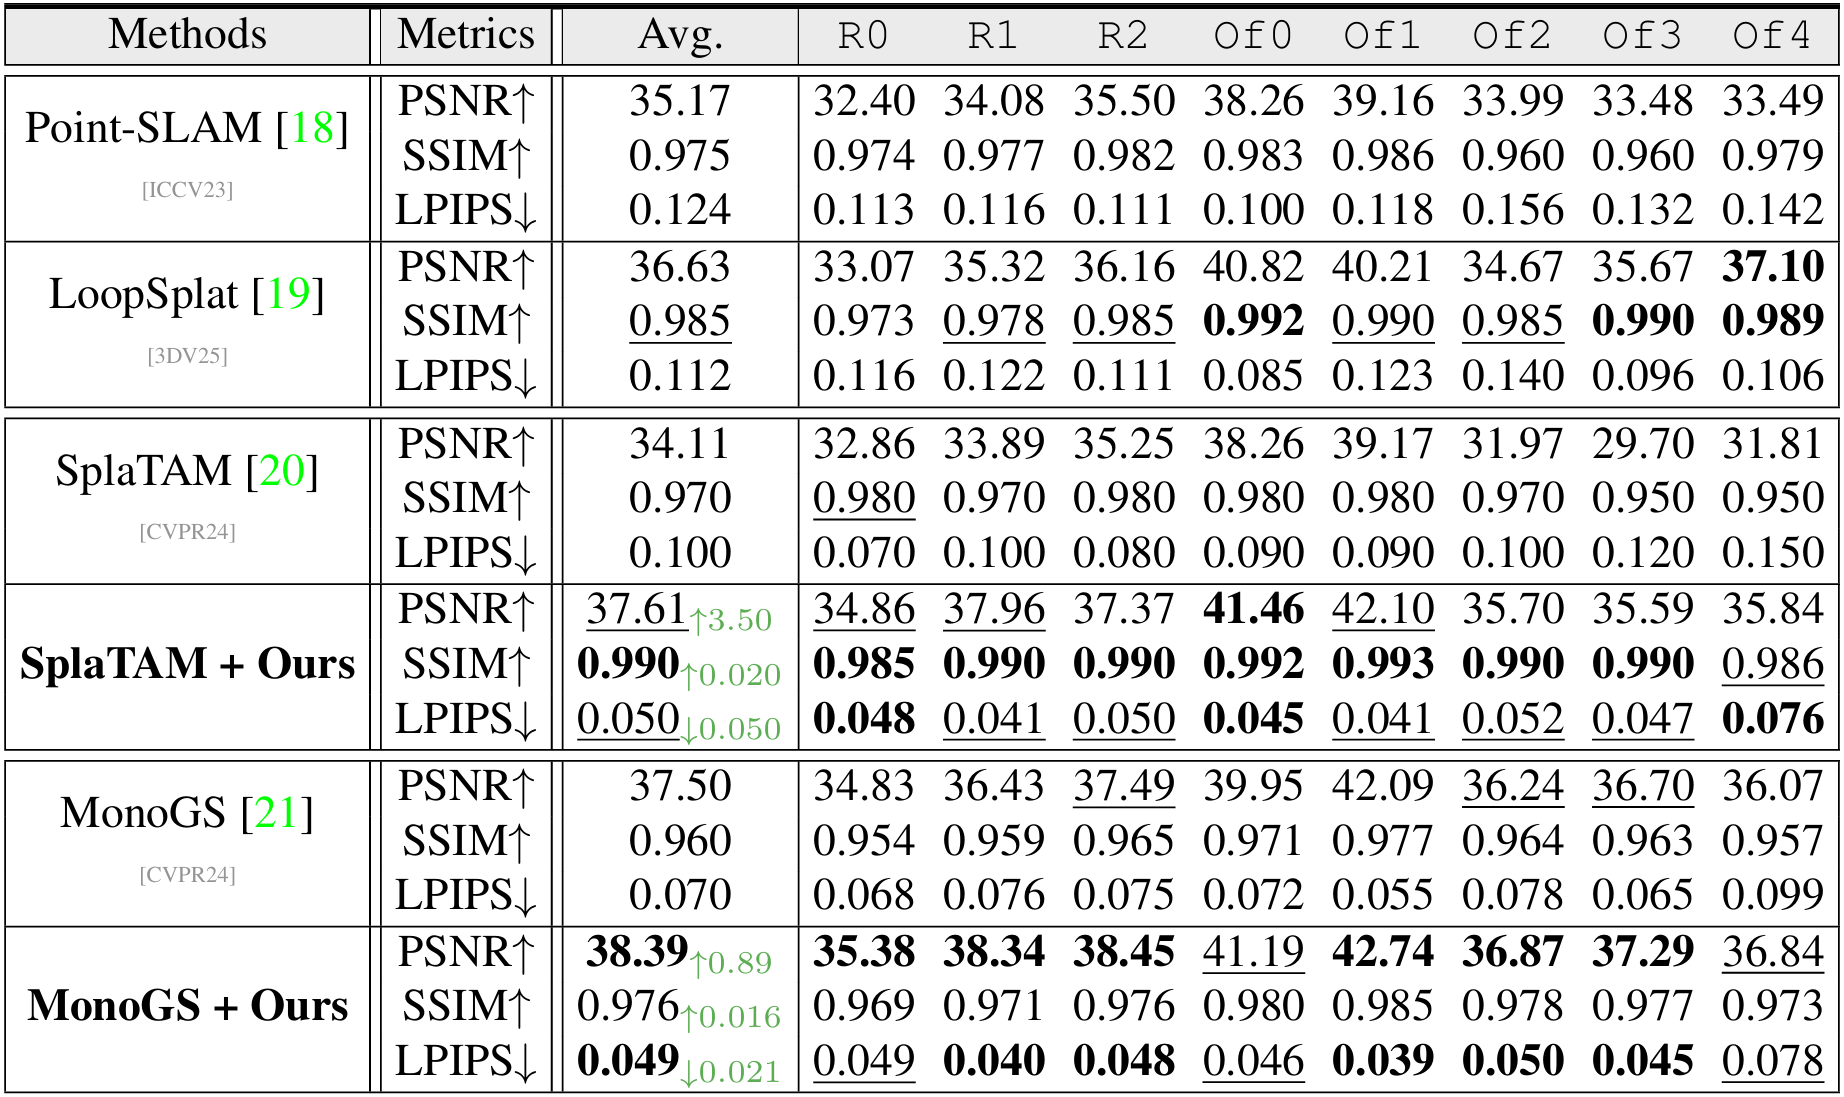 Methods Metrics Avg. R0 R1 R2 Of0 Of1 Of2 Of3 Of4
Point-SLAM [18] PSNR↑ 35.17 32.40 34.08 35.50 38.26 39.16 33.99 33.48 33.49
SSIM↑ 0.975 0.974 0.977 0.982 0.983 0.986 0.960 0.960 0.979
[ICCV23] LPIPS↓ 0.124 0.113 0.116 0.111 0.100 0.118 0.156 0.132 0.142
LoopSplat [19] PSNR↑ 36.63 33.07 35.32 36.16 40.82 40.21 34.67 35.67 37.10
SSIM↑ 0.985 0.973 0.978 0.985 0.992 0.990 0.985 0.990 0.989
[3DV25] LPIPS↓ 0.112 0.116 0.122 0.111 0.085 0.123 0.140 0.096 0.106
SplaTAM [20] PSNR↑ 34.11 32.86 33.89 35.25 38.26 39.17 31.97 29.70 31.81
SSIM↑ 0.970 0.980 0.970 0.980 0.980 0.980 0.970 0.950 0.950
[CVPR24] LPIPS↓ 0.100 0.070 0.100 0.080 0.090 0.090 0.100 0.120 0.150
PSNR↑ 37.61↑3.50 34.86 37.96 37.37 41.46 42.10 35.70 35.59 35.84
SplaTAM + Ours SSIM↑ 0.990↑0.020 0.985 0.990 0.990 0.992 0.993 0.990 0.990 0.986
LPIPS↓ 0.050↓0.050 0.048 0.041 0.050 0.045 0.041 0.052 0.047 0.076
MonoGS [21] PSNR↑ 37.50 34.83 36.43 37.49 39.95 42.09 36.24 36.70 36.07
SSIM↑ 0.960 0.954 0.959 0.965 0.971 0.977 0.964 0.963 0.957
[CVPR24] LPIPS↓ 0.070 0.068 0.076 0.075 0.072 0.055 0.078 0.065 0.099
PSNR↑ 38.39↑0.89 35.38 38.34 38.45 41.19 42.74 36.87 37.29 36.84
MonoGS + Ours SSIM↑ 0.976↑0.016 0.969 0.971 0.976 0.980 0.985 0.978 0.977 0.973
LPIPS↓ 0.049↓0.021 0.049 0.040 0.048 0.046 0.039 0.050 0.045 0.078